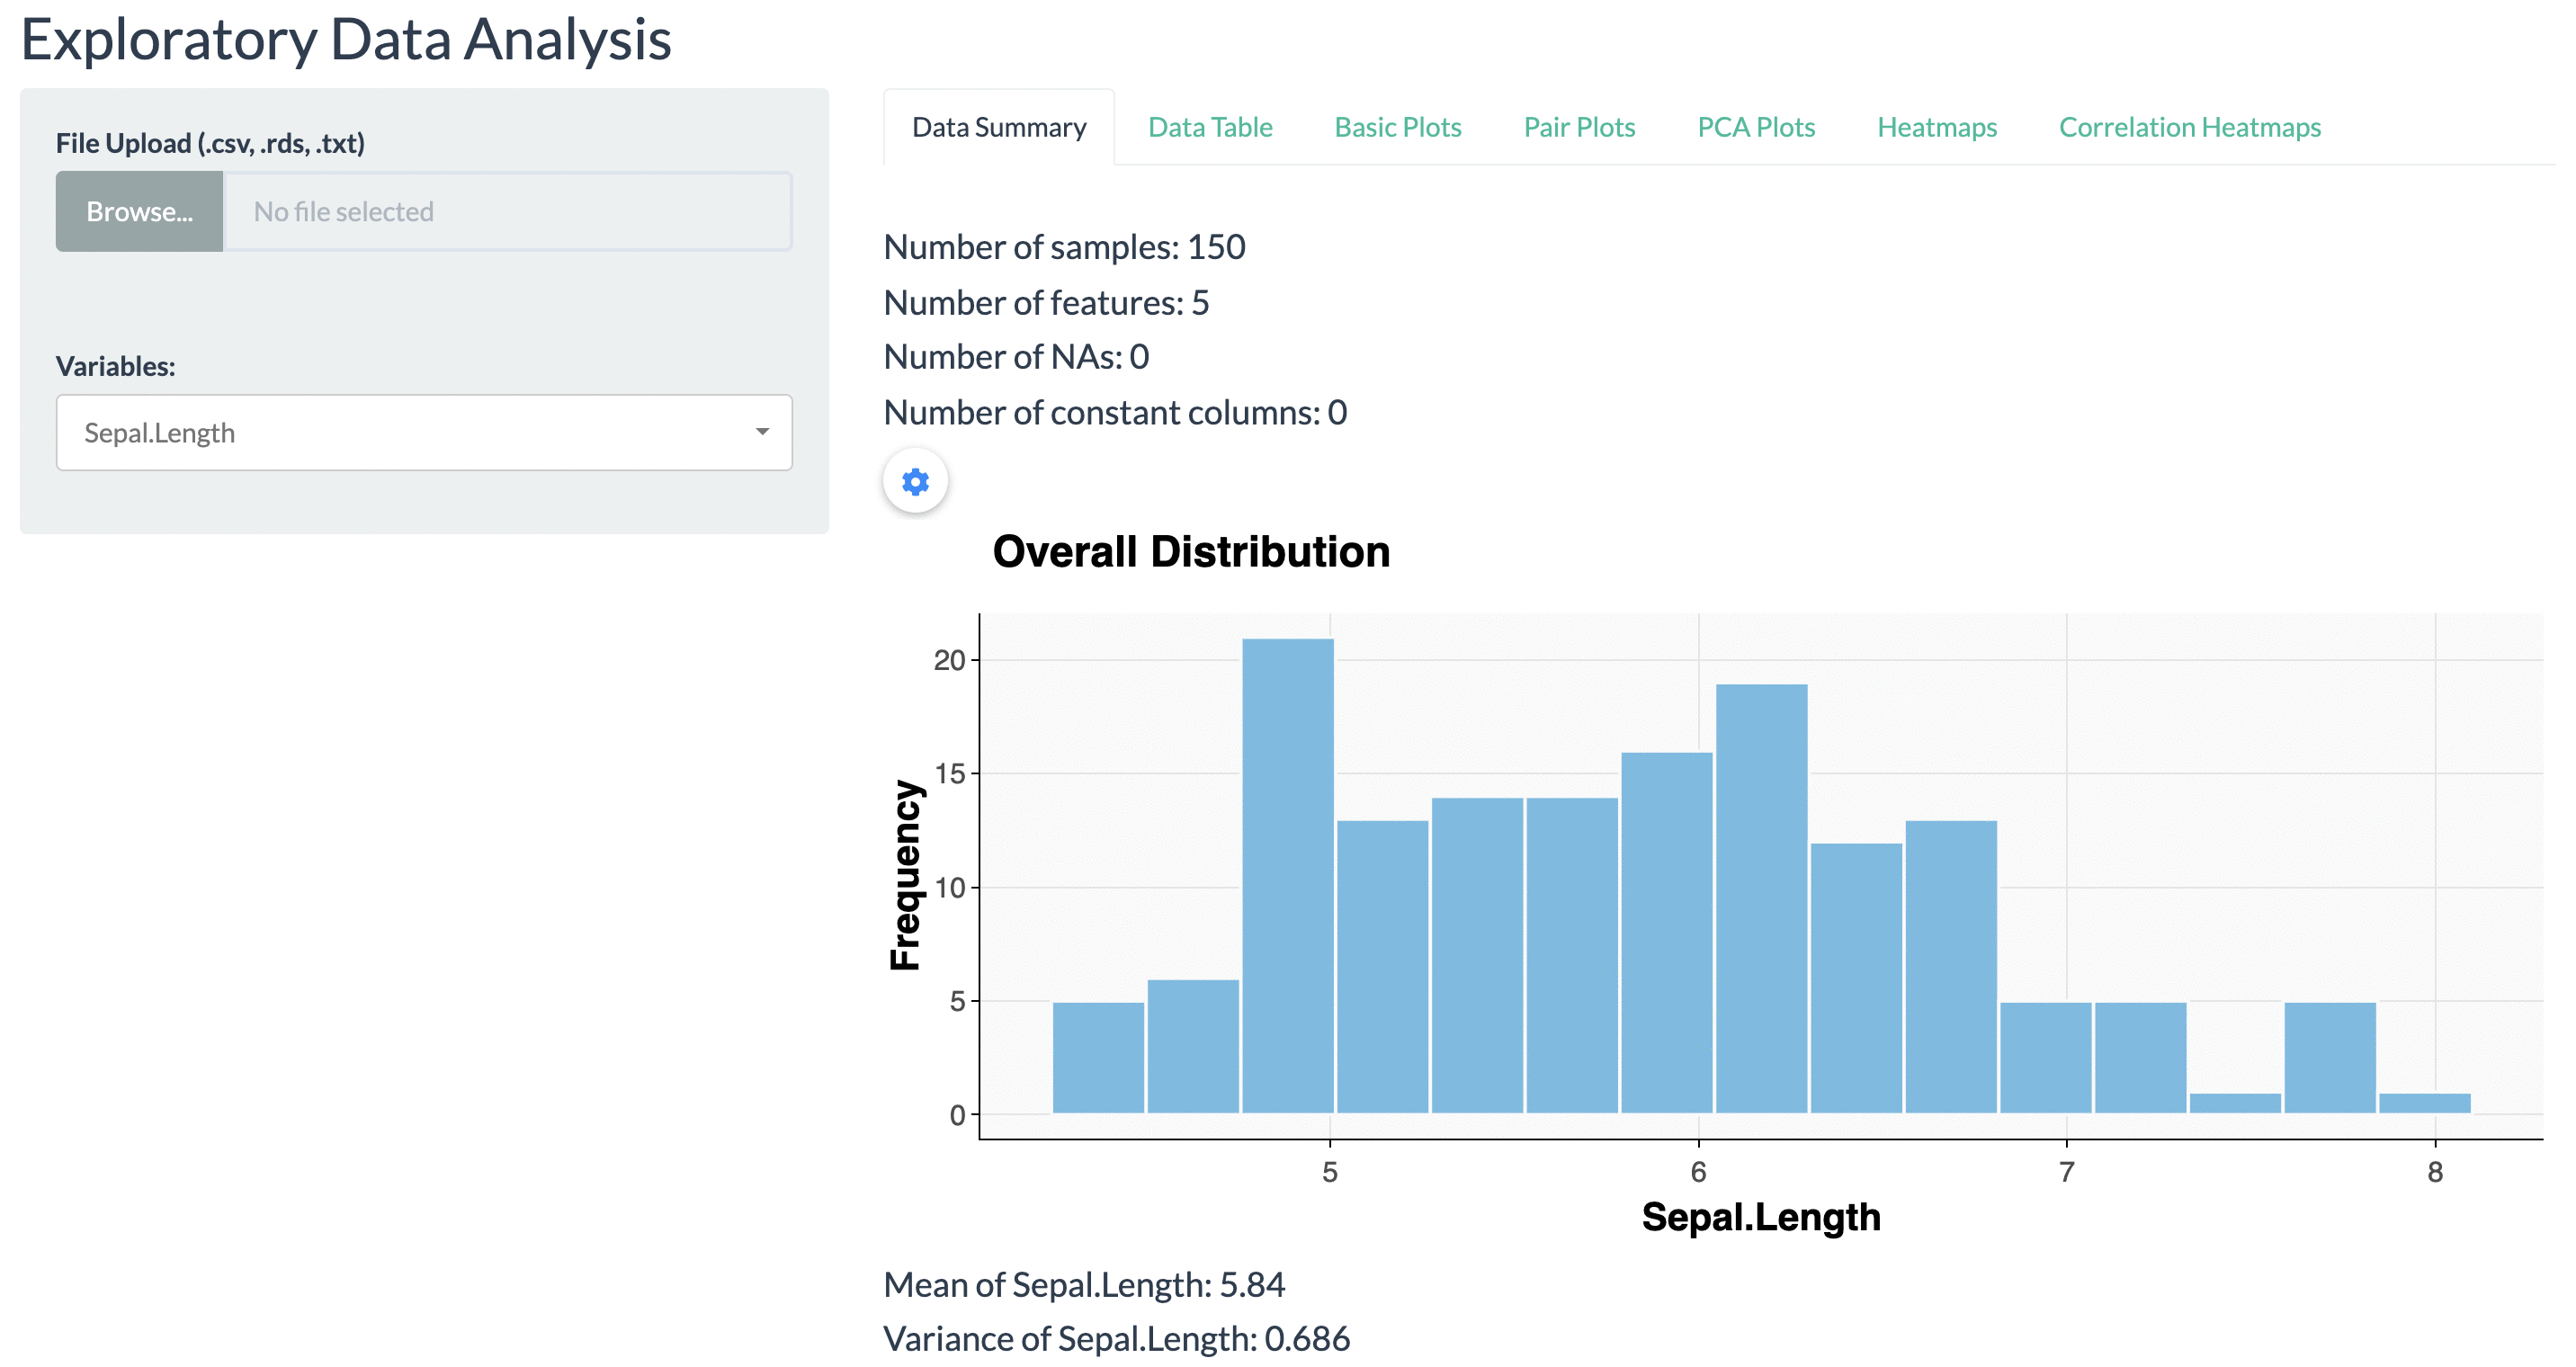 Exploratory Data Analysis
File Upload (.csv, .rds, .txt)
Browse... No file selected
Variables:
Sepal.Length
Data Summary Data Table Basic Plots Pair Plots PCA Plots Heatmaps Correlation Heatmaps
Number of samples: 150
Number of features: 5
Number of NAs: 0
Number of constant columns: 0
Overall Distribution
Frequency
20
15
10
5
0
5 6 7 8
Sepal.Length
Mean of Sepal.Length: 5.84
Variance of Sepal.Length: 0.686